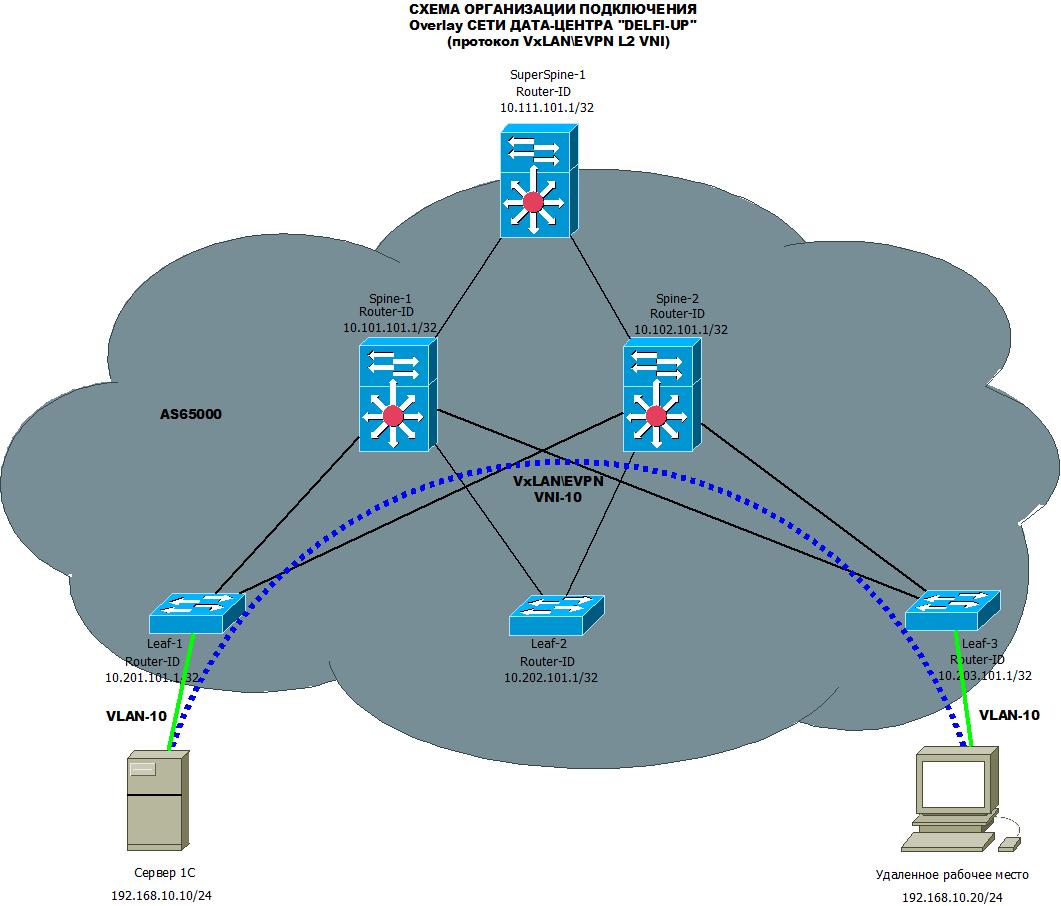 СХЕМА ОРГАНИЗАЦИИ ПОДКЛЮЧЕНИЯ
Overlay СЕТИ ДАТА-ЦЕНТРА "DELFI-UP"
(протокол VxLAN\EVPN L2 VNI)
SuperSpine-1
Router-ID
10.111.101.1/32
Spine-1
Router-ID
10.101.101.1/32
Spine-2
Router-ID
10.102.101.1/32
AS65000
VxLAN\EVPN
VNI-10
Leaf-1
Router-ID
10.201.101.1/32
Leaf-2
Router-ID
10.202.101.1/32
Leaf-3
Router-ID
10.203.101.1/32
VLAN-10
VLAN-10
Сервер 1С
192.168.10.10/24
Удаленное рабочее место
192.168.10.20/24